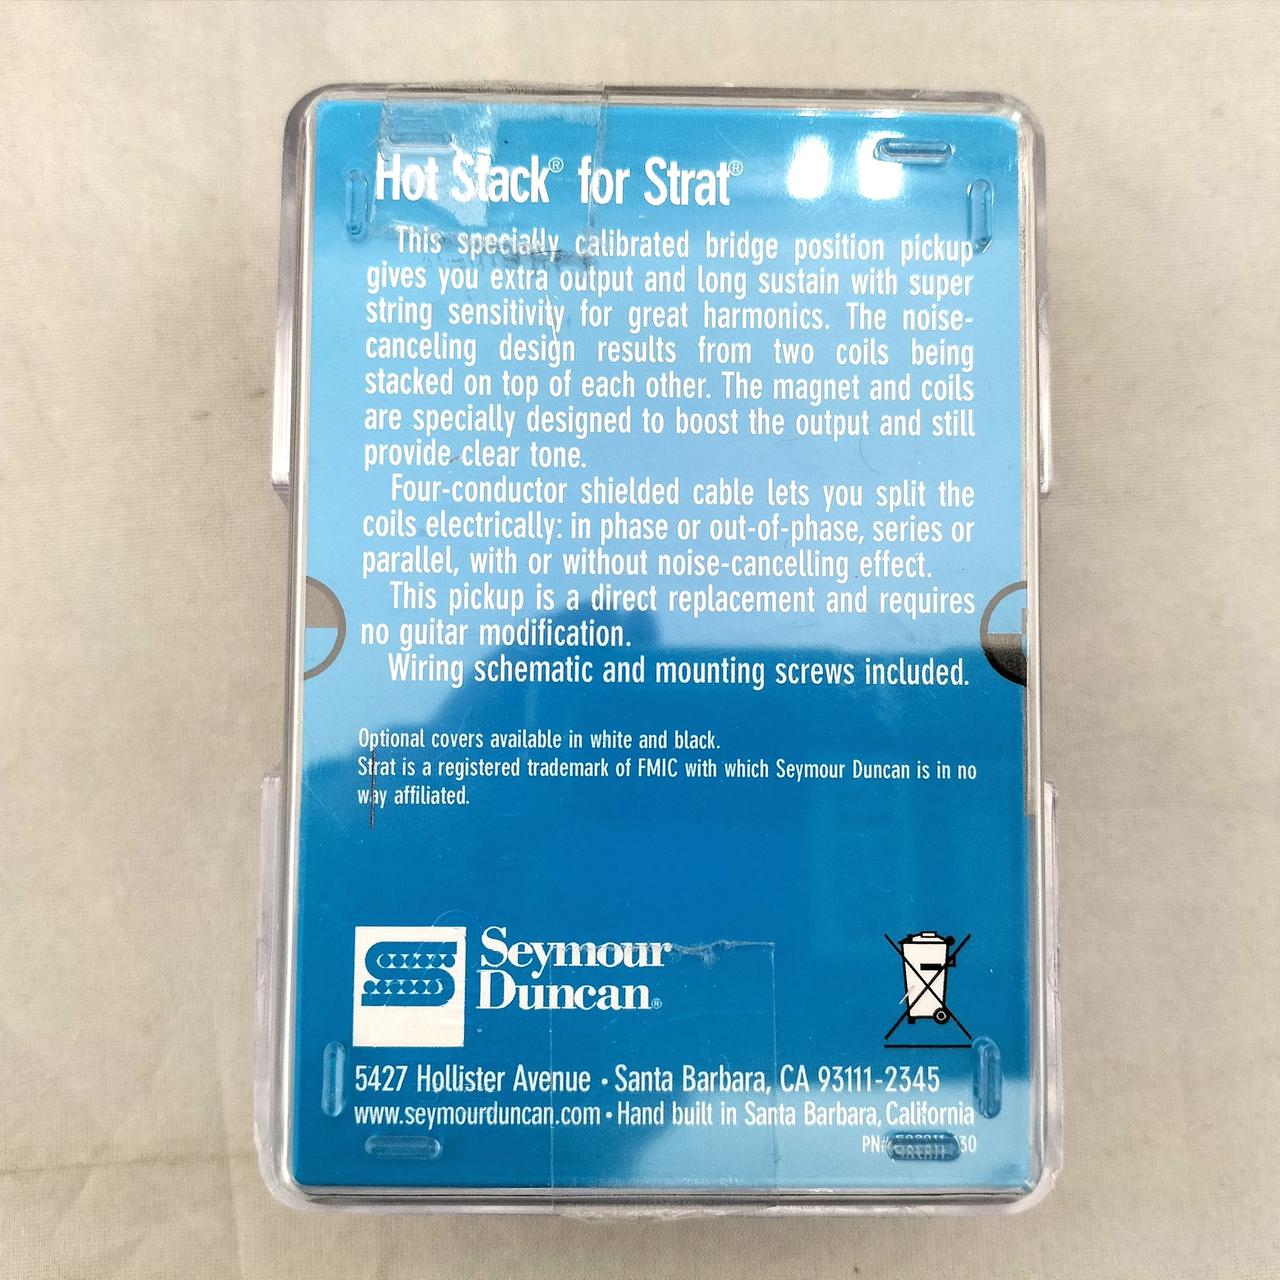 Hot Stack® for Strat®
This specially calibrated bridge position pickup
gives you extra output and long sustain with super
string sensitivity for great harmonics. The noise-
canceling design results from two coils being
stacked on top of each other. The magnet and coils
are specially designed to boost the output and still
provide clear tone.
Four-conductor shielded cable lets you split the
coils electrically: in phase or out-of-phase, series or
parallel, with or without noise-cancelling effect.
This pickup is a direct replacement and requires
no guitar modification.
Wiring schematic and mounting screws included.
Optional covers available in white and black.
Strat is a registered trademark of FMIC with which Seymour Duncan is in no
way affiliated.
Seymour
Duncan®
5427 Hollister Avenue • Santa Barbara, CA 93111-2345
www.seymourduncan.com • Hand built in Santa Barbara, California
PN#